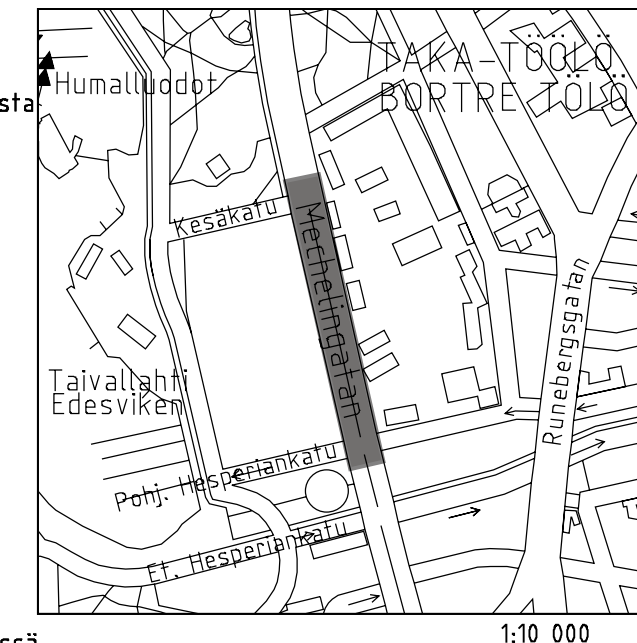 TAKA-TÖÖLÖ
BORTRE TÖLÖ
Humalluodot
sta
Kesäkatu
Mechelingatan
Runebergsgatan
Taivallahti
Edesviken
Pohj. Hesperiankatu
Et. Hesperiankatu
1:10 000
ssä